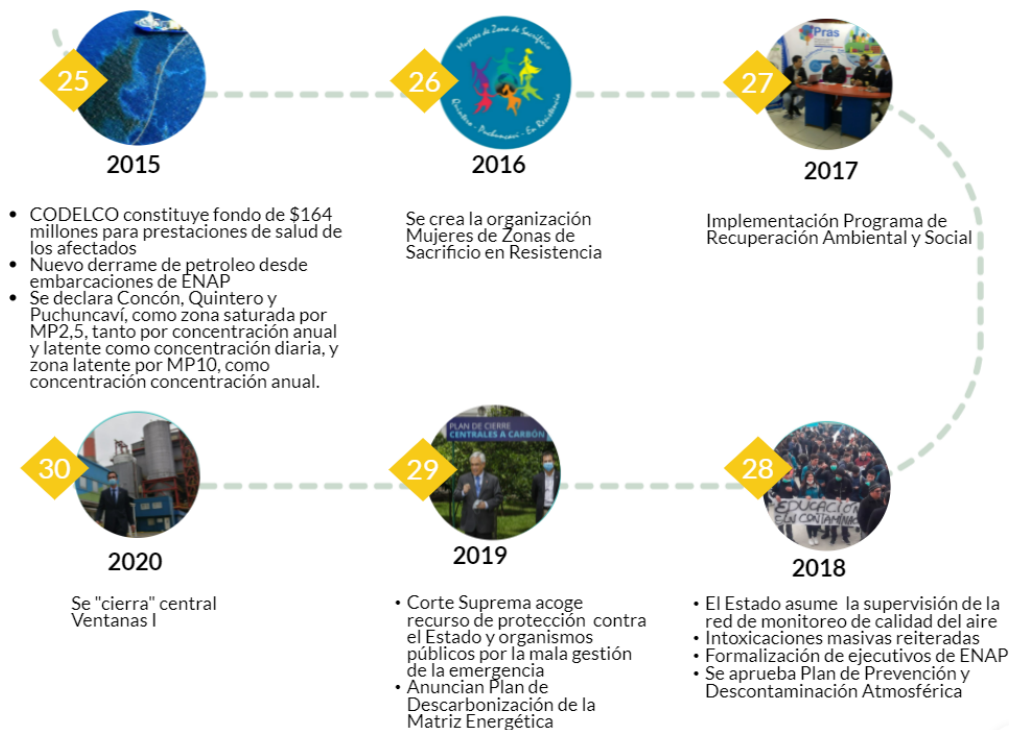 25
2015
• CODELCO constituye fondo de $164
millones para prestaciones de salud de
los afectados
• Nuevo derrame de petroleo desde
embarcaciones de ENAP
• Se declara Concón, Quintero y
Puchuncaví, como zona saturada por
MP2,5, tanto por concentración anual
y latente como concentración diaria, y
zona latente por MP10, como
concentración concentración anual.
26
Mujeres de Zona de Sacrificio
Quintero - Puchuncaví - En Resistencia
2016
Se crea la organización
Mujeres de Zonas de
Sacrificio en Resistencia
27
Pras
2017
Implementación Programa de
Recuperación Ambiental y Social
28
EDUCACIÓN
2018
• El Estado asume la supervisión de la
red de monitoreo de calidad del aire
• Intoxicaciones masivas reiteradas
• Formalización de ejecutivos de ENAP
• Se aprueba Plan de Prevención y
Descontaminación Atmosférica
29
PLAN DE CIERRE
CENTRALES A CARBÓN
2019
• Corte Suprema acoge
recurso de protección contra
el Estado y organismos
públicos por la mala gestión
de la emergencia
• Anuncian Plan de
Descarbonización de la
Matriz Energética
30
2020
Se "cierra" central
Ventanas I